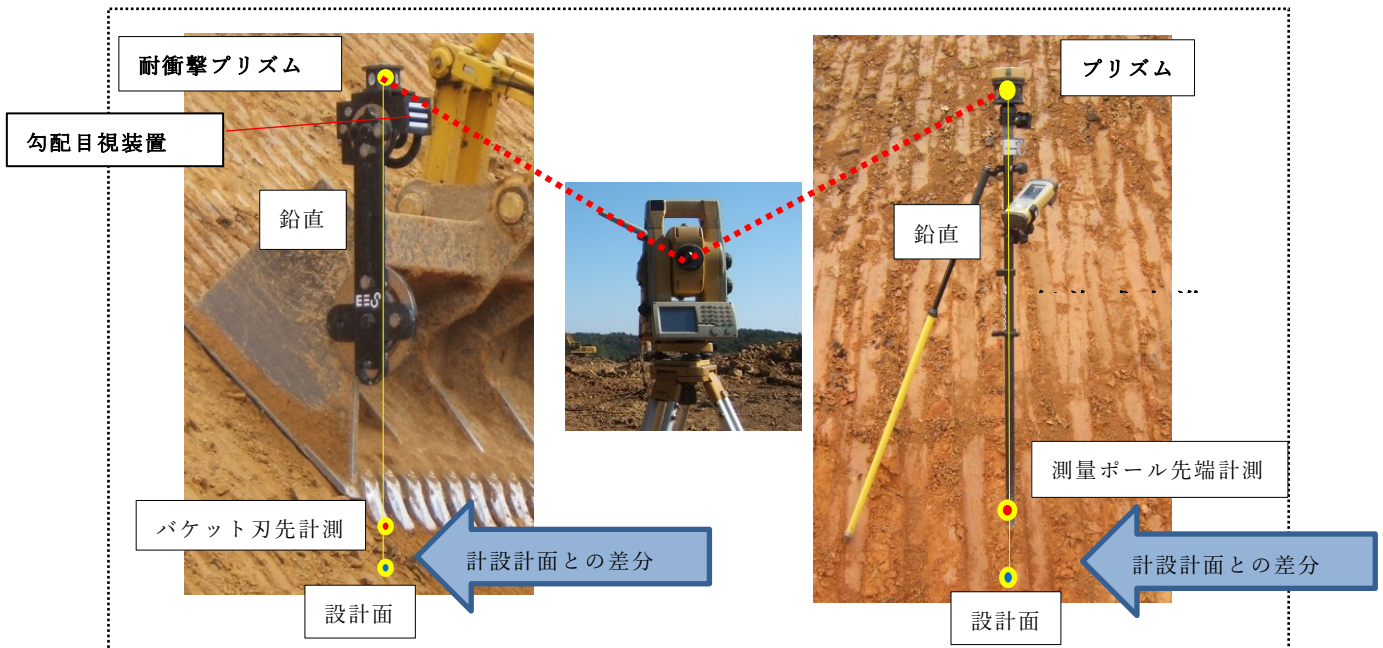 耐衝撃プリズム
プリズム
勾配目視装置
鉛直
鉛直
測量ポール先端計測
バケット刃先計測
計設計面との差分
計設計面との差分
設計面
設計面